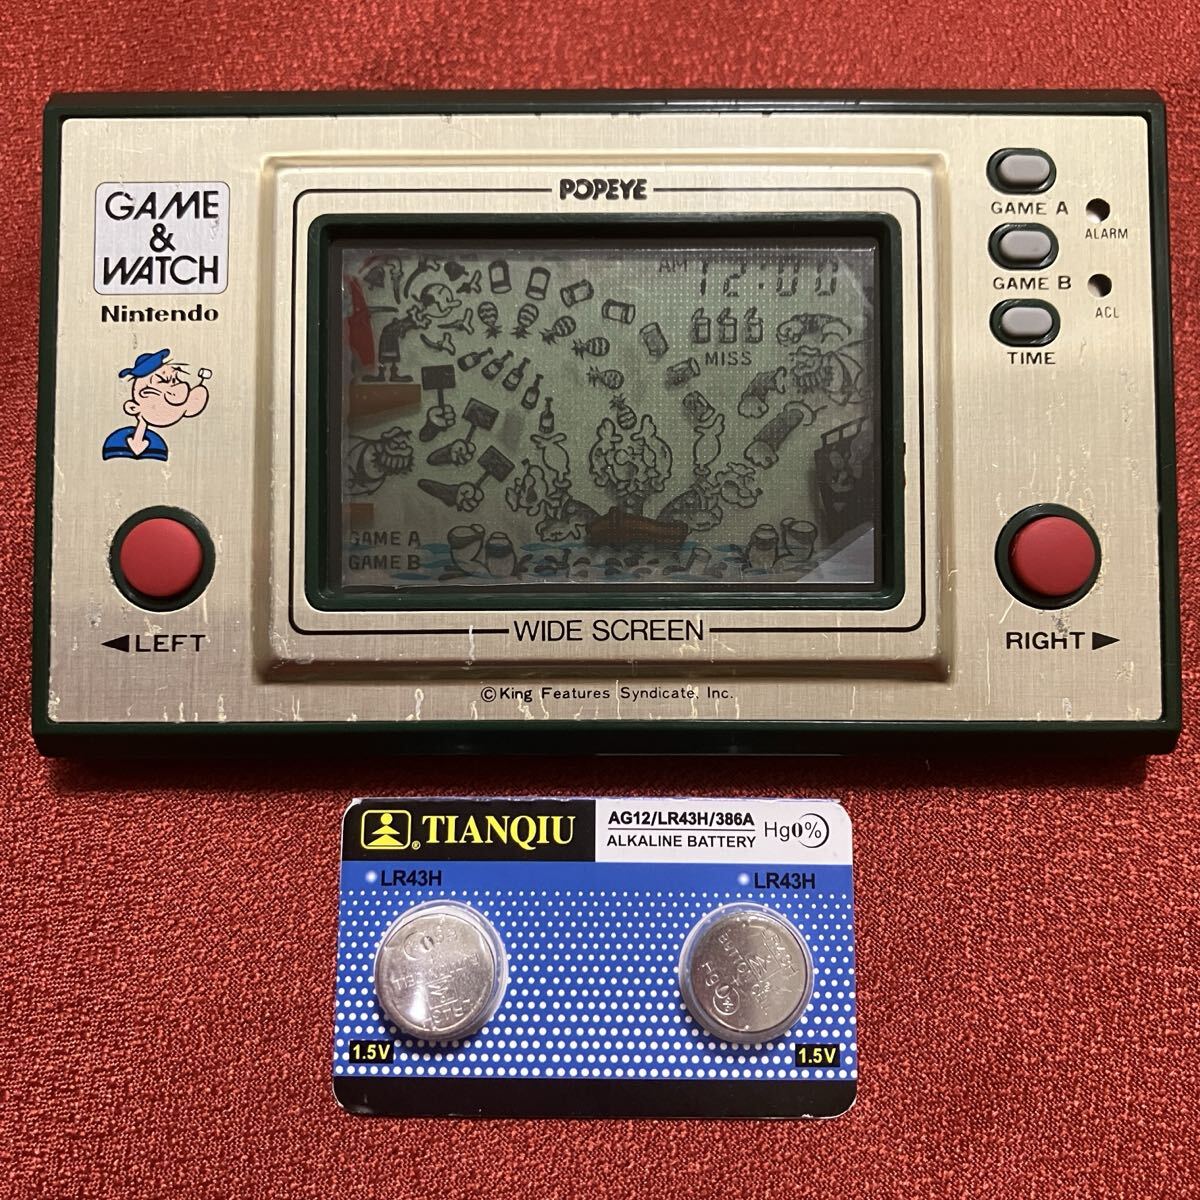 GAME
&
WATCH
Nintendo
POPEYE
AM 12:00
MISS
GAME A
GAME B
GAME A
ALARM
GAME B
ACL
TIME
◀LEFT
RIGHT▶
WIDE SCREEN
©King Features Syndicate, Inc.
TIANQIU®
AG12/LR43H/386A
ALKALINE BATTERY
Hg0%
LR43H
LR43H
1.5V
1.5V